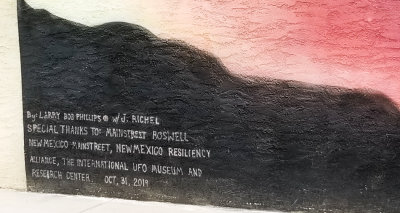 By: LARRY BOB PHILLIPS @ W/J. RICHEL
SPECIAL THANKS TO: MAINSTREET ROSWELL
NEW MEXICO MAINSTREET, NEW MEXICO RESILIENCY
ALLIANCE, THE INTERNATIONAL UFO MUSEUM AND
RESEARCH CENTER. OCT, 31, 2019